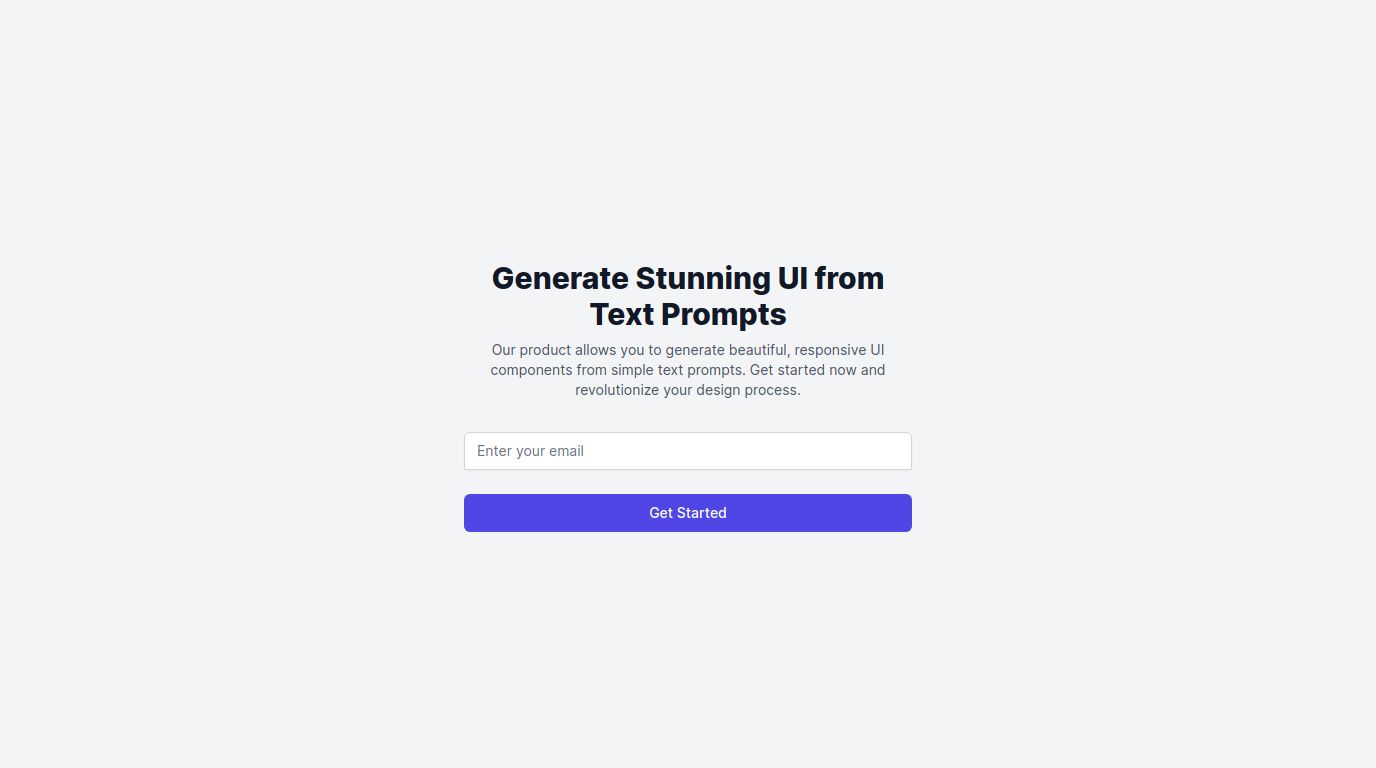 Generate Stunning UI from
Text Prompts
Our product allows you to generate beautiful, responsive UI
components from simple text prompts. Get started now and
revolutionize your design process.
Enter your email
Get Started